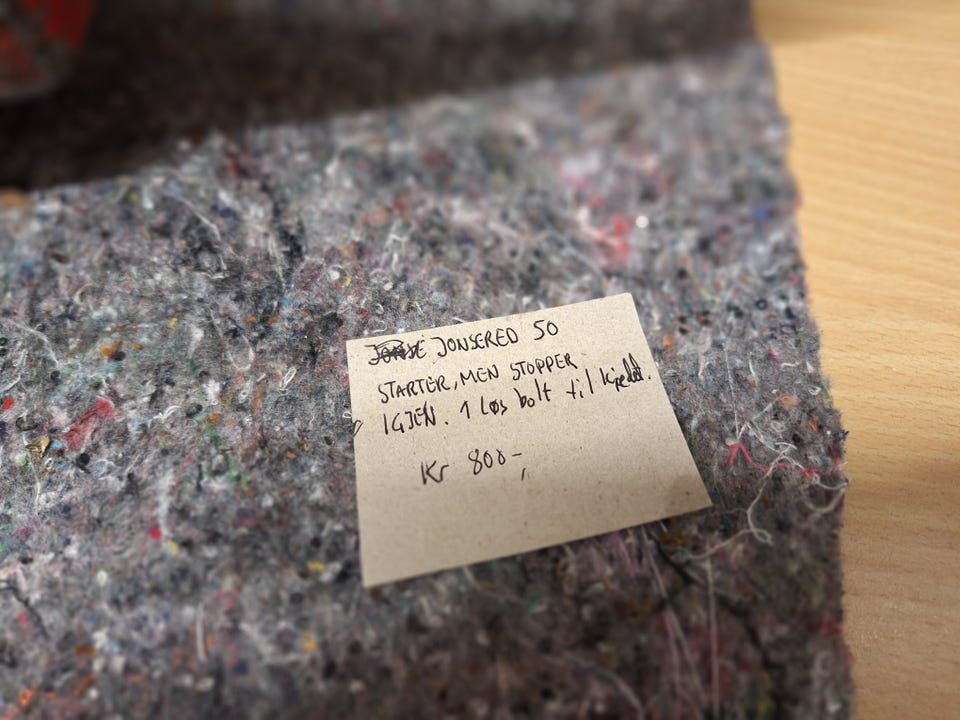 JONSERED 50
STARTER, MEN STOPPER
IGJEN. 1 løs bolt til kjede.
Kr 800-,